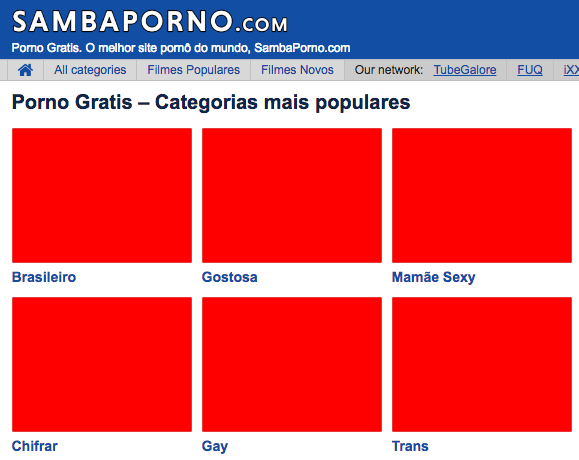 SAMBAPORNO.COM
Porno Gratis. O melhor site pornô do mundo, SambaPorno.com
All categories Filmes Populares Filmes Novos Our network: TubeGalore FUQ iXX
Porno Gratis – Categorias mais populares
Brasileiro Gostosa Mamãe Sexy
Chifrar Gay Trans